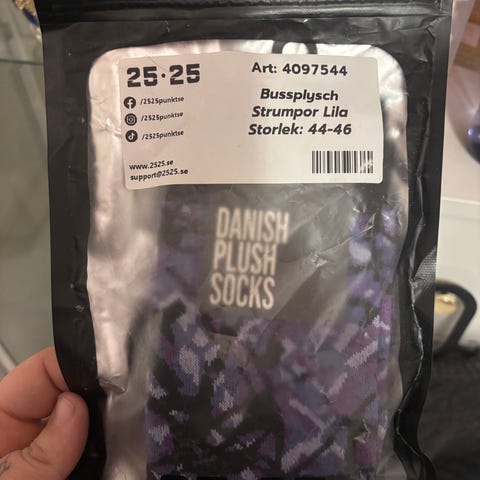 25·25
/2525punktse
/2525punktse
/2525punktse
www.2525.se
support@2525.se
Art: 4097544
Bussplysch
Strumpor Lila
Storlek: 44-46
DANISH
PLUSH
SOCKS